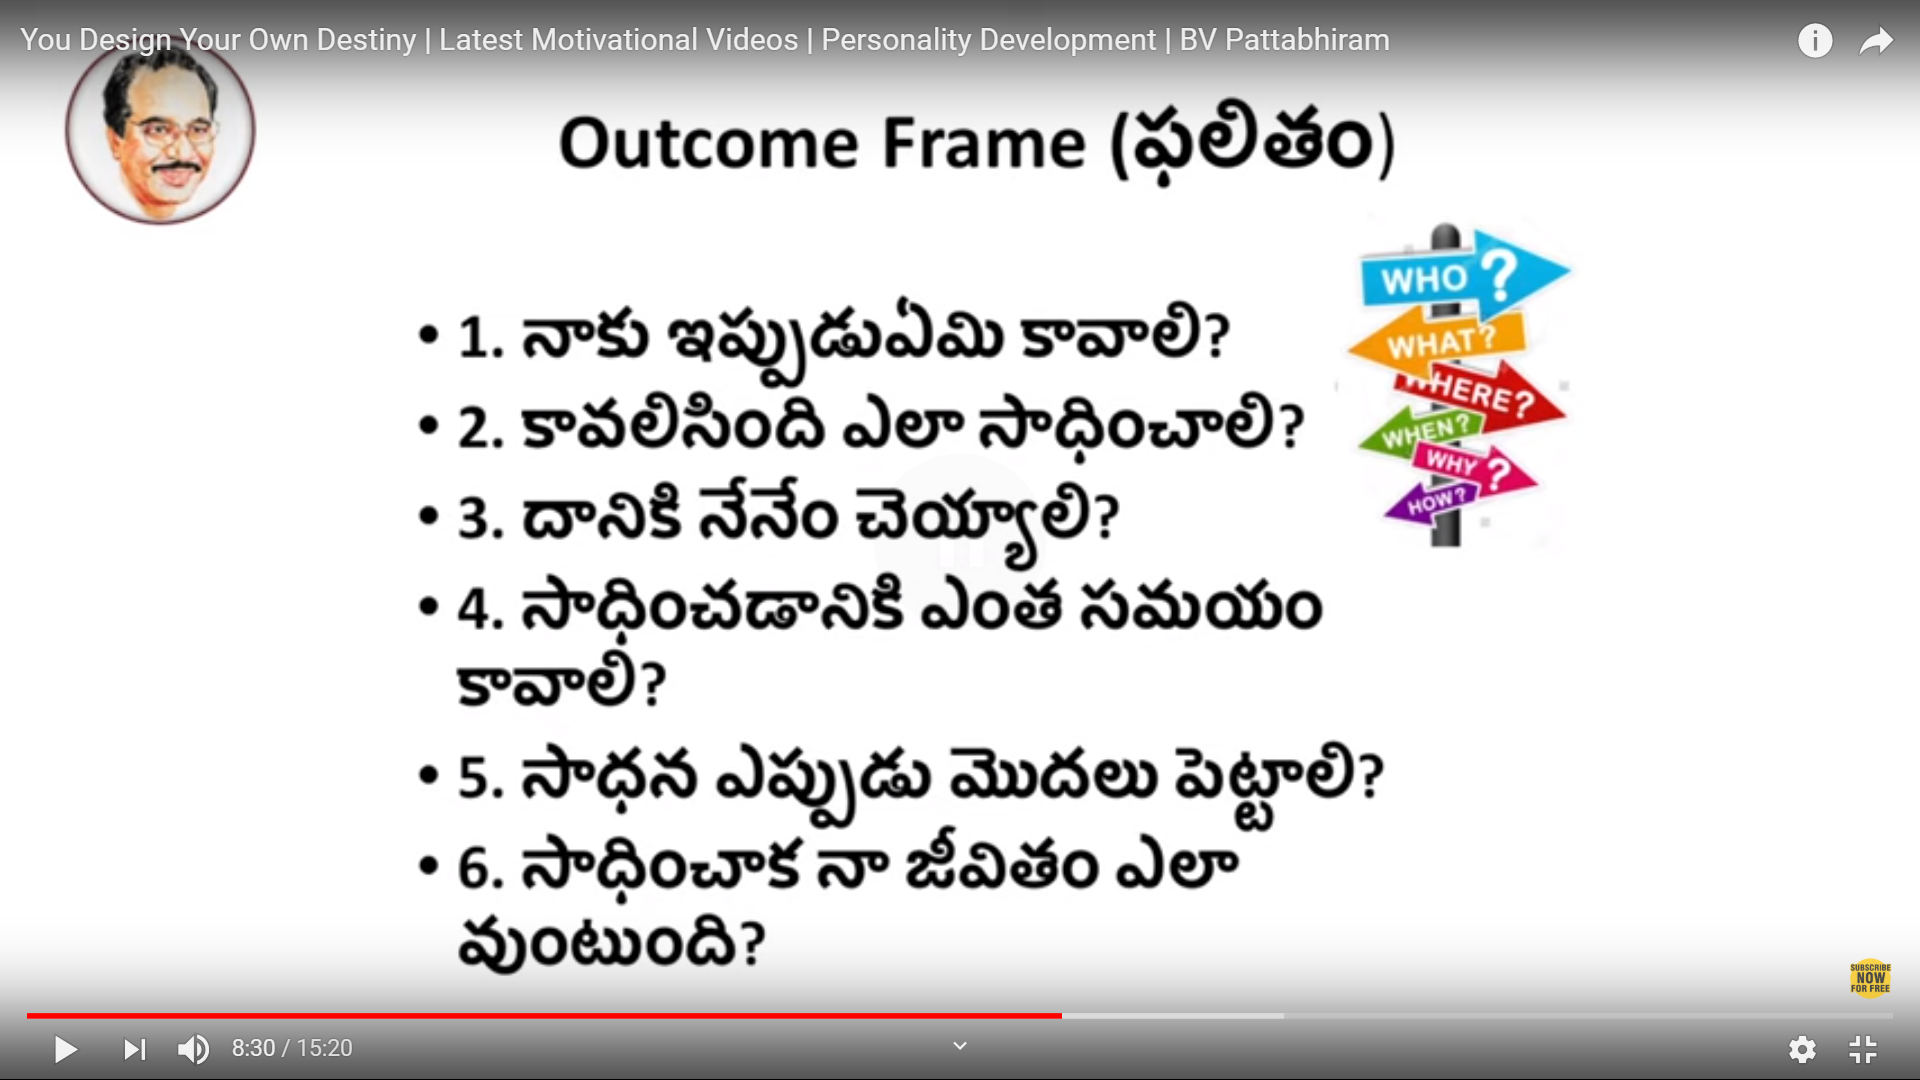 You Design Your Own Destiny | Latest Motivational Videos | Personality Development | BV Pattabhiram
Outcome Frame (ఫలితం)
• 1. నాకు ఇప్పుడుఏమి కావాలి?
• 2. కావలిసింది ఎలా సాధించాలి?
• 3. దానికి నేనేం చెయ్యాలి?
• 4. సాధించడానికి ఎంత సమయం
కావాలి?
• 5. సాధన ఎప్పుడు మొదలు పెట్టాలి?
• 6. సాధించాక నా జీవితం ఎలా
వుంటుంది?
WHO ?
WHAT?
WHERE?
WHEN?
WHY ?
HOW?
SUBSCRIBE
NOW
FOR FREE
8:30 / 15:20